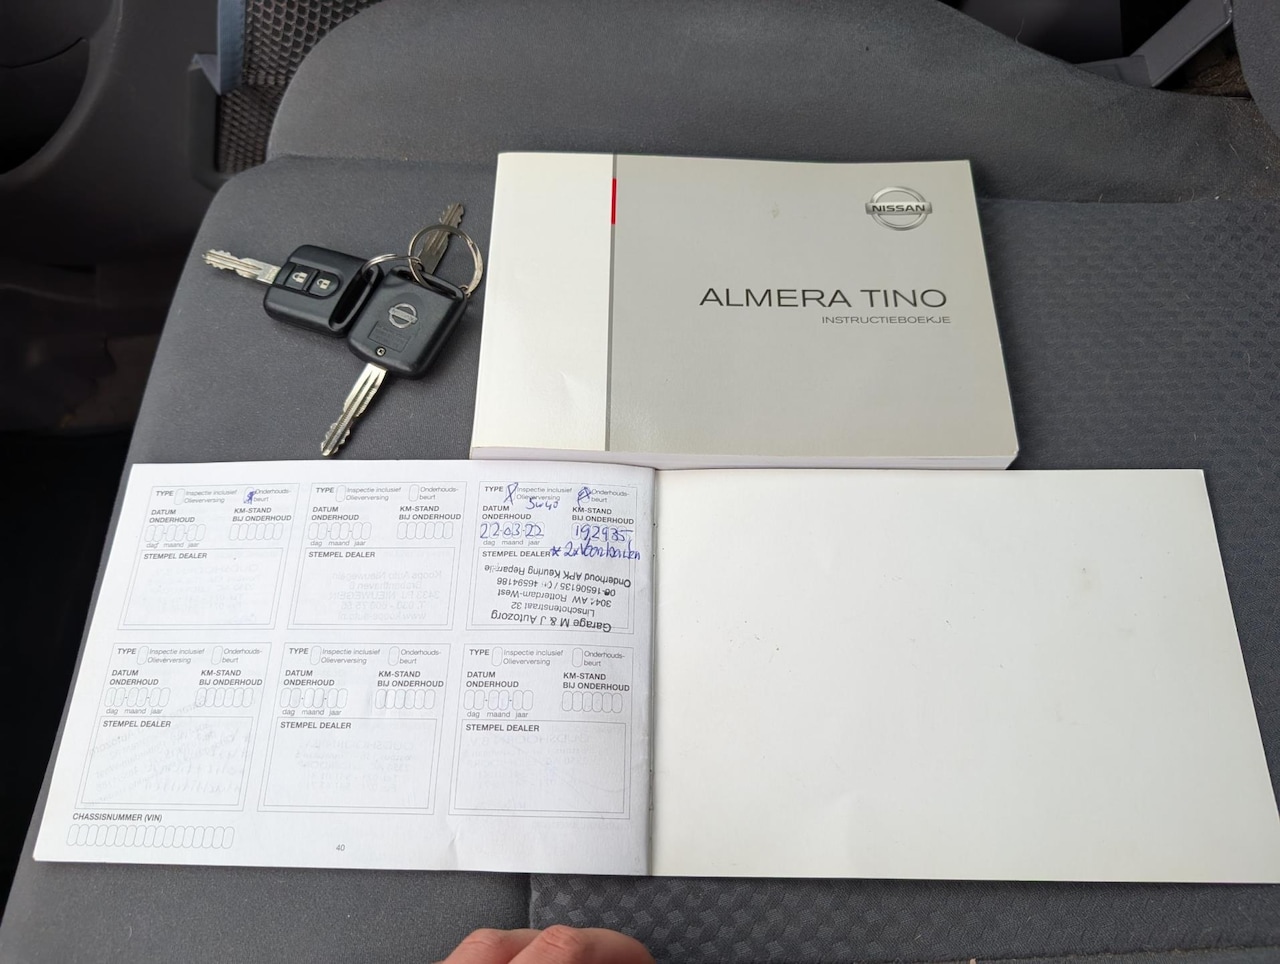 NISSAN
ALMERA TINO
INSTRUCTIEBOEKJE
TYPE Inspectie inclusief Olieverversing Onderhouds-beurt
DATUM ONDERHOUD KM-STAND BIJ ONDERHOUD
dag maand jaar
STEMPEL DEALER
TYPE Inspectie inclusief Olieverversing Onderhouds-beurt
DATUM ONDERHOUD KM-STAND BIJ ONDERHOUD
dag maand jaar
STEMPEL DEALER
TYPE Inspectie inclusief Olieverversing Onderhouds-beurt
5w40
DATUM ONDERHOUD KM-STAND BIJ ONDERHOUD
22-03-22
dag maand jaar
STEMPEL DEALER
Garage M & J Autozorg
Linschotenstraat 32
AW Rotterdam-West
Onderhoud APK Keuring Reparatie
TYPE Inspectie inclusief Olieverversing Onderhouds-beurt
DATUM ONDERHOUD KM-STAND BIJ ONDERHOUD
dag maand jaar
STEMPEL DEALER
TYPE Inspectie inclusief Olieverversing Onderhouds-beurt
DATUM ONDERHOUD KM-STAND BIJ ONDERHOUD
dag maand jaar
STEMPEL DEALER
TYPE Inspectie inclusief Olieverversing Onderhouds-beurt
DATUM ONDERHOUD KM-STAND BIJ ONDERHOUD
dag maand jaar
STEMPEL DEALER
CHASSISNUMMER (VIN)
40